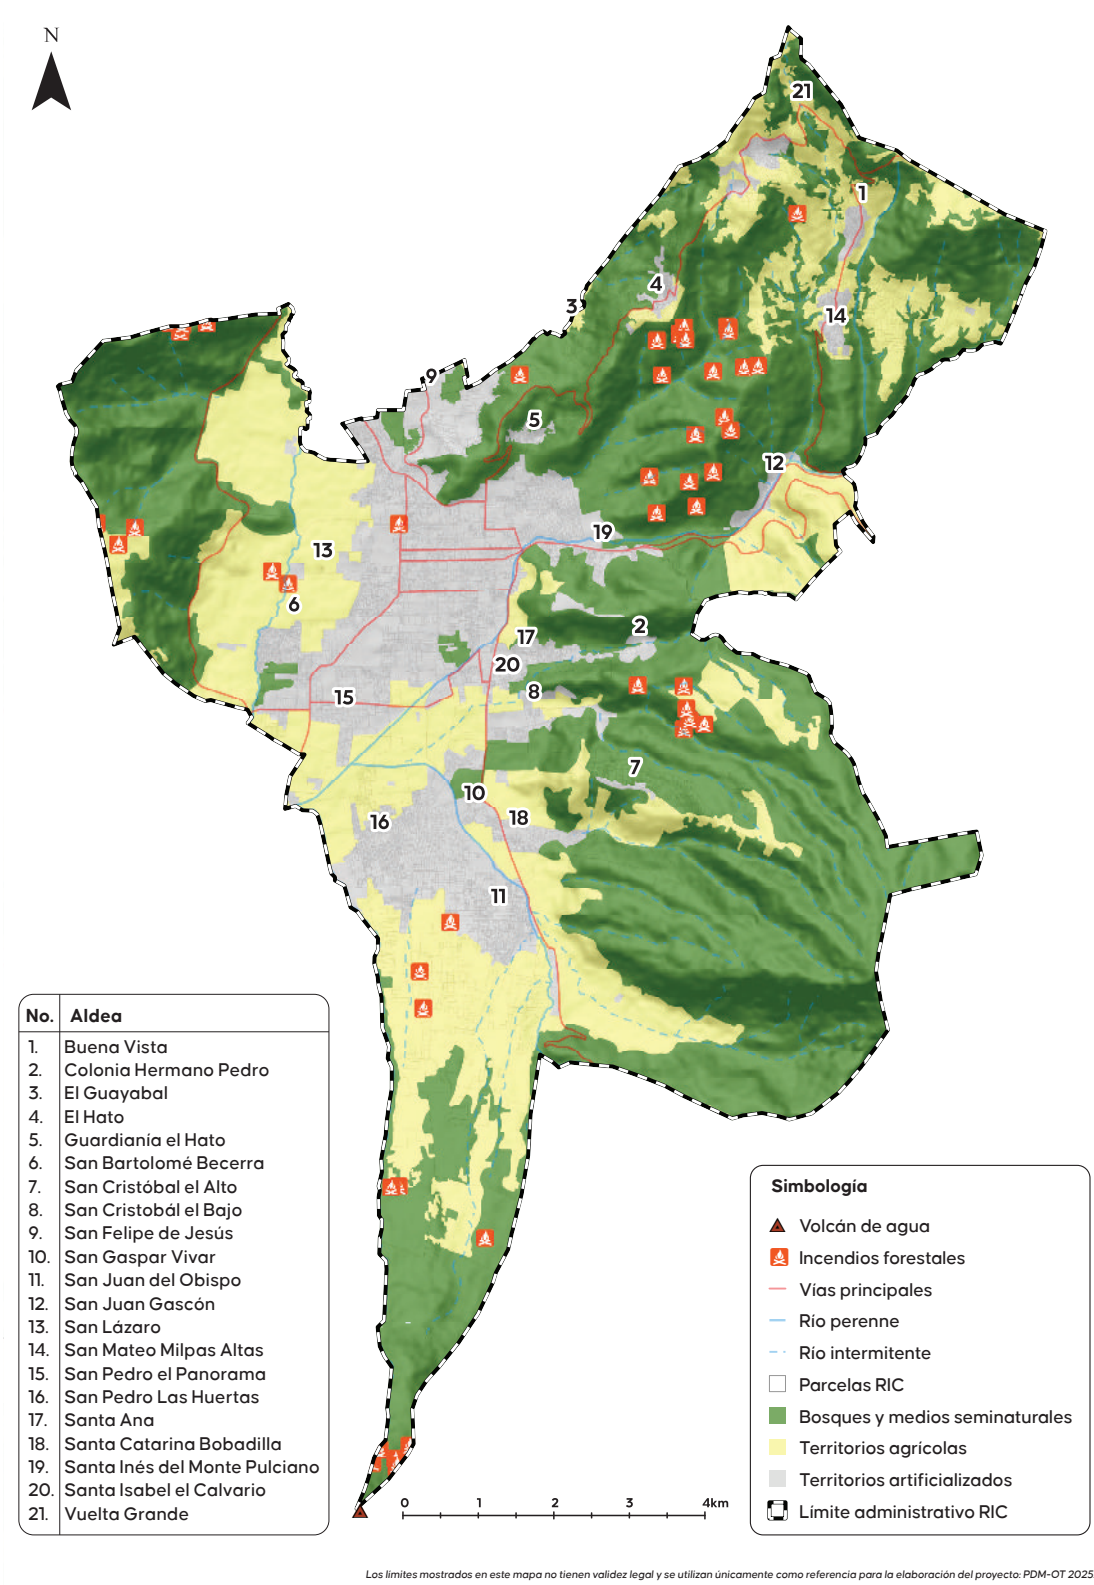 N
21
1
4
3
14
9
5
12
19
13
6
2
17
20
8
15
7
10
18
16
11
No. Aldea
1. Buena Vista
2. Colonia Hermano Pedro
3. El Guayabal
4. El Hato
5. Guardianía el Hato
6. San Bartolomé Becerra
7. San Cristóbal el Alto
8. San Cristobál el Bajo
9. San Felipe de Jesús
10. San Gaspar Vivar
11. San Juan del Obispo
12. San Juan Gascón
13. San Lázaro
14. San Mateo Milpas Altas
15. San Pedro el Panorama
16. San Pedro Las Huertas
17. Santa Ana
18. Santa Catarina Bobadilla
19. Santa Inés del Monte Pulciano
20. Santa Isabel el Calvario
21. Vuelta Grande
Simbología
Volcán de agua
Incendios forestales
Vías principales
Río perenne
Río intermitente
Parcelas RIC
Bosques y medios seminaturales
Territorios agrícolas
Territorios artificializados
Límite administrativo RIC
0 1 2 3 4km
Los límites mostrados en este mapa no tienen validez legal y se utilizan únicamente como referencia para la elaboración del proyecto: PDM-OT 2025